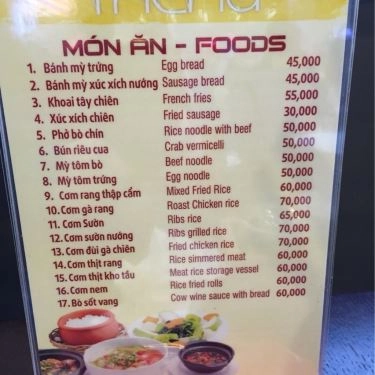 MÓN ĂN - FOODS
1. Bánh mỳ trứng Egg bread 45,000
2. Bánh mỳ xúc xích nướng Sausage bread 45,000
3. Khoai tây chiên French fries 55,000
4. Xúc xích chiên Fried sausage 30,000
5. Phở bò chín Rice noodle with beef 50,000
6. Bún riêu cua Crab vermicelli 50,000
7. Mỳ tôm bò Beef noodle 50,000
8. Mỳ tôm trứng Egg noodle 50,000
9. Cơm rang thập cẩm Mixed Fried Rice 60,000
10. Cơm gà rang Roast Chicken rice 70,000
11. Cơm Sườn Ribs rice 65,000
12. Cơm sườn nướng Ribs grilled rice 70,000
13. Cơm đùi gà chiên Fried chicken rice 70,000
14. Cơm thịt rang Rice simmered meat 60,000
15. Cơm thịt kho tầu Meat rice storage vessel 60,000
16. Cơm nem Rice fried rolls 60,000
17. Bò sốt vang Cow wine sauce with bread 60,000